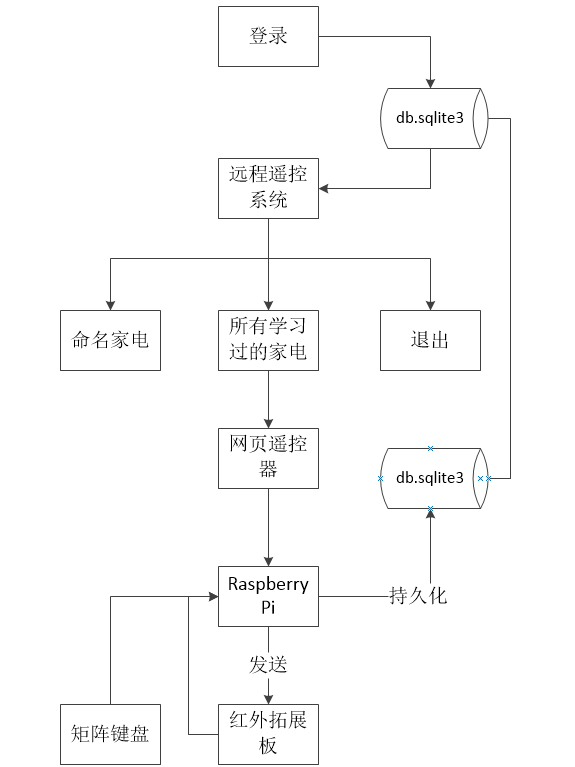 登录
db.sqlite3
远程遥控
系统
命名家电
所有学习
过的家电
退出
网页遥控
器
db.sqlite3
Raspberry
Pi
持久化
发送
矩阵键盘
红外拓展
板